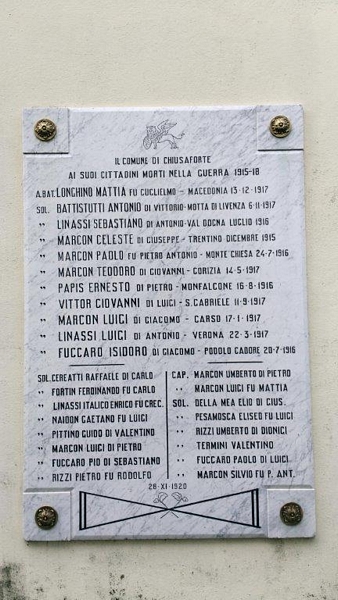 IL COMUNE DI CHIUSAFORTE
AI SUOI CITTADINI MORTI NELLA GUERRA 1915-18
A.BAT. LONGHINO MATTIA FU GUGLIELMO - MACEDONIA 13-12-1917
SOL. BATTISTUTTI ANTONIO DI VITTORIO - MOTTA DI LIVENZA 6-11-1917
" LINASSI SEBASTIANO DI ANTONIO - VAL DOGNA LUGLIO 1916
" MARCON CELESTE DI GIUSEPPE - TRENTINO DICEMBRE 1915
" MARCON PAOLO FU PIETRO ANTONIO - MONTE CHIESA 24-7-1916
" MARCON TEODORO DI GIOVANNI - GORIZIA 14-5-1917
" PAPIS ERNESTO DI PIETRO - MONFALCONE 16-8-1916
" VITTOR GIOVANNI DI LUIGI - S. GABRIELE 11-9-1917
" MARCON LUIGI DI GIACOMO - CARSO 17-1-1917
" LINASSI LUIGI DI ANTONIO - VERONA 22-3-1917
" FUCCARO ISIDORO DI GIACOMO - PODOLO CADORE 20-7-1916
SOL. CEREATTI RAFFAELE DI CARLO
" FORTIN FERDINANDO FU CARLO
" LINASSI ITALICO ENRICO FU GREG.
" NAIDON GAETANO FU LUIGI
" PITTINO GUIDO DI VALENTINO
" MARCON LUIGI DI PIETRO
" FUCCARO PIO DI SEBASTIANO
" RIZZI PIETRO FU RODOLFO
CAP. MARCON UMBERTO DI PIETRO
" MARCON LUIGI FU MATTIA
SOL. DELLA MEA ELIO DI GIUS.
" PESAMOSCA ELISEO FU LUIGI
" RIZZI UMBERTO DI DIONIGI
" TERMINI VALENTINO
" FUCCARO PAOLO DI LUIGI
" MARCON SILVIO FU P. ANT.
28-XI-1920